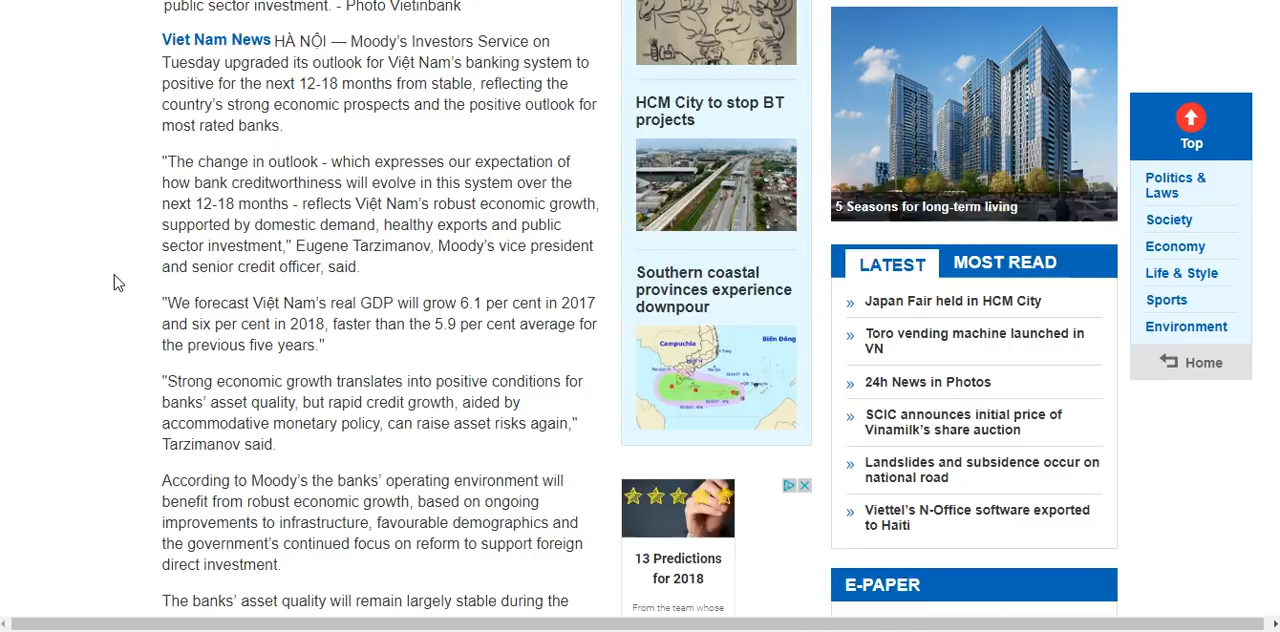 public sector investment. - Photo Vietinbank
Viet Nam News HÀ NỘI — Moody's Investors Service on
Tuesday upgraded its outlook for Việt Nam's banking system to
positive for the next 12-18 months from stable, reflecting the
country's strong economic prospects and the positive outlook for
most rated banks.
"The change in outlook - which expresses our expectation of
how bank creditworthiness will evolve in this system over the
next 12-18 months - reflects Việt Nam's robust economic growth,
supported by domestic demand, healthy exports and public
sector investment," Eugene Tarzimanov, Moody's vice president
and senior credit officer, said.
"We forecast Việt Nam's real GDP will grow 6.1 per cent in 2017
and six per cent in 2018, faster than the 5.9 per cent average for
the previous five years."
"Strong economic growth translates into positive conditions for
banks' asset quality, but rapid credit growth, aided by
accommodative monetary policy, can raise asset risks again,"
Tarzimanov said.
According to Moody's the banks' operating environment will
benefit from robust economic growth, based on ongoing
improvements to infrastructure, favourable demographics and
the government's continued focus on reform to support foreign
direct investment.
The banks' asset quality will remain largely stable during the
HCM City to stop BT
projects
Southern coastal
provinces experience
downpour
Campuchia
Biển Đông
13 Predictions
for 2018
From the team whose
5 Seasons for long-term living
LATEST
MOST READ
» Japan Fair held in HCM City
» Toro vending machine launched in
VN
» 24h News in Photos
» SCIC announces initial price of
Vinamilk's share auction
» Landslides and subsidence occur on
national road
» Viettel's N-Office software exported
to Haiti
E-PAPER
Top
Politics &
Laws
Society
Economy
Life & Style
Sports
Environment
Home